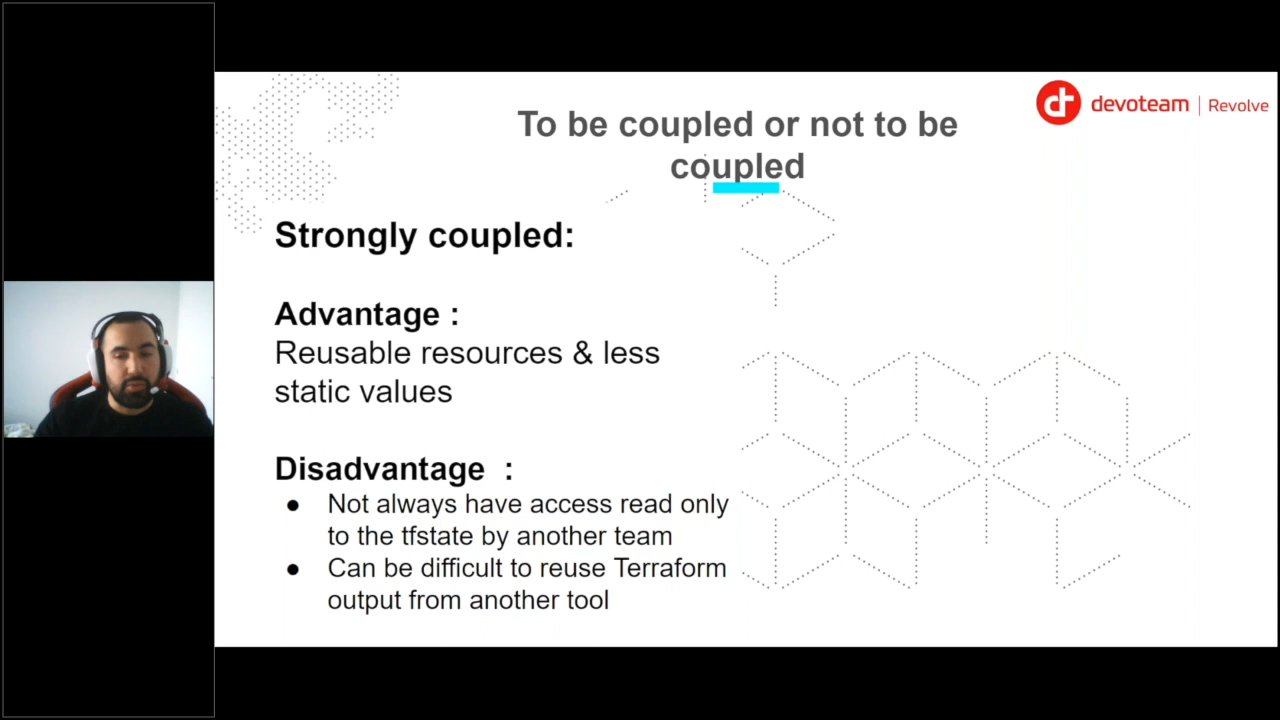 devoteam | Revolve
To be coupled or not to be
coupled
Strongly coupled:
Advantage :
Reusable resources & less
static values
Disadvantage :
● Not always have access read only
to the tfstate by another team
● Can be difficult to reuse Terraform
output from another tool